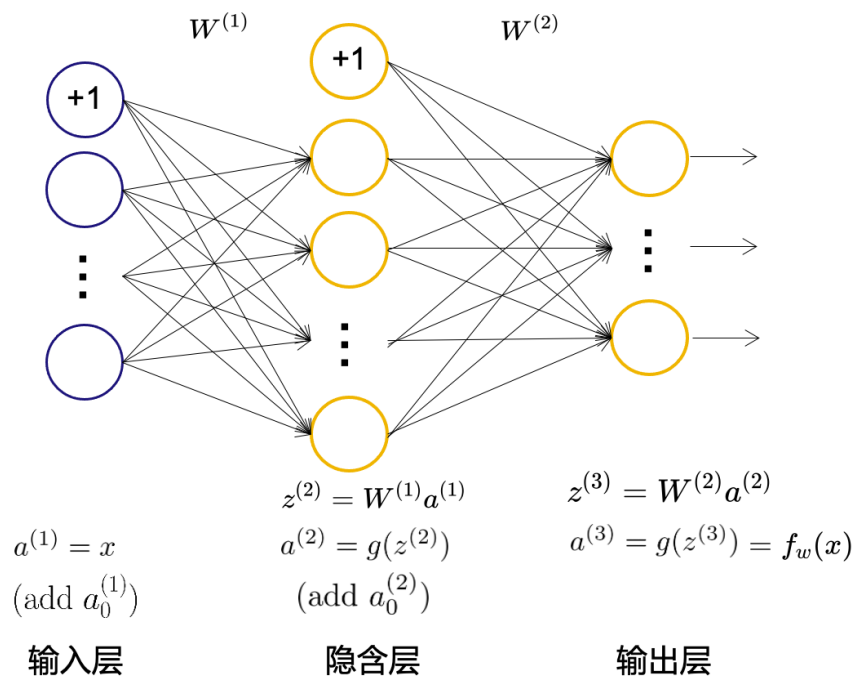 W^{(1)} W^{(2)}
+1 +1
z^{(2)} = W^{(1)}a^{(1)} z^{(3)} = W^{(2)}a^{(2)}
a^{(1)} = x a^{(2)} = g(z^{(2)}) a^{(3)} = g(z^{(3)}) = f_w(x)
(add a_0^{(1)}) (add a_0^{(2)})
输入层 隐含层 输出层